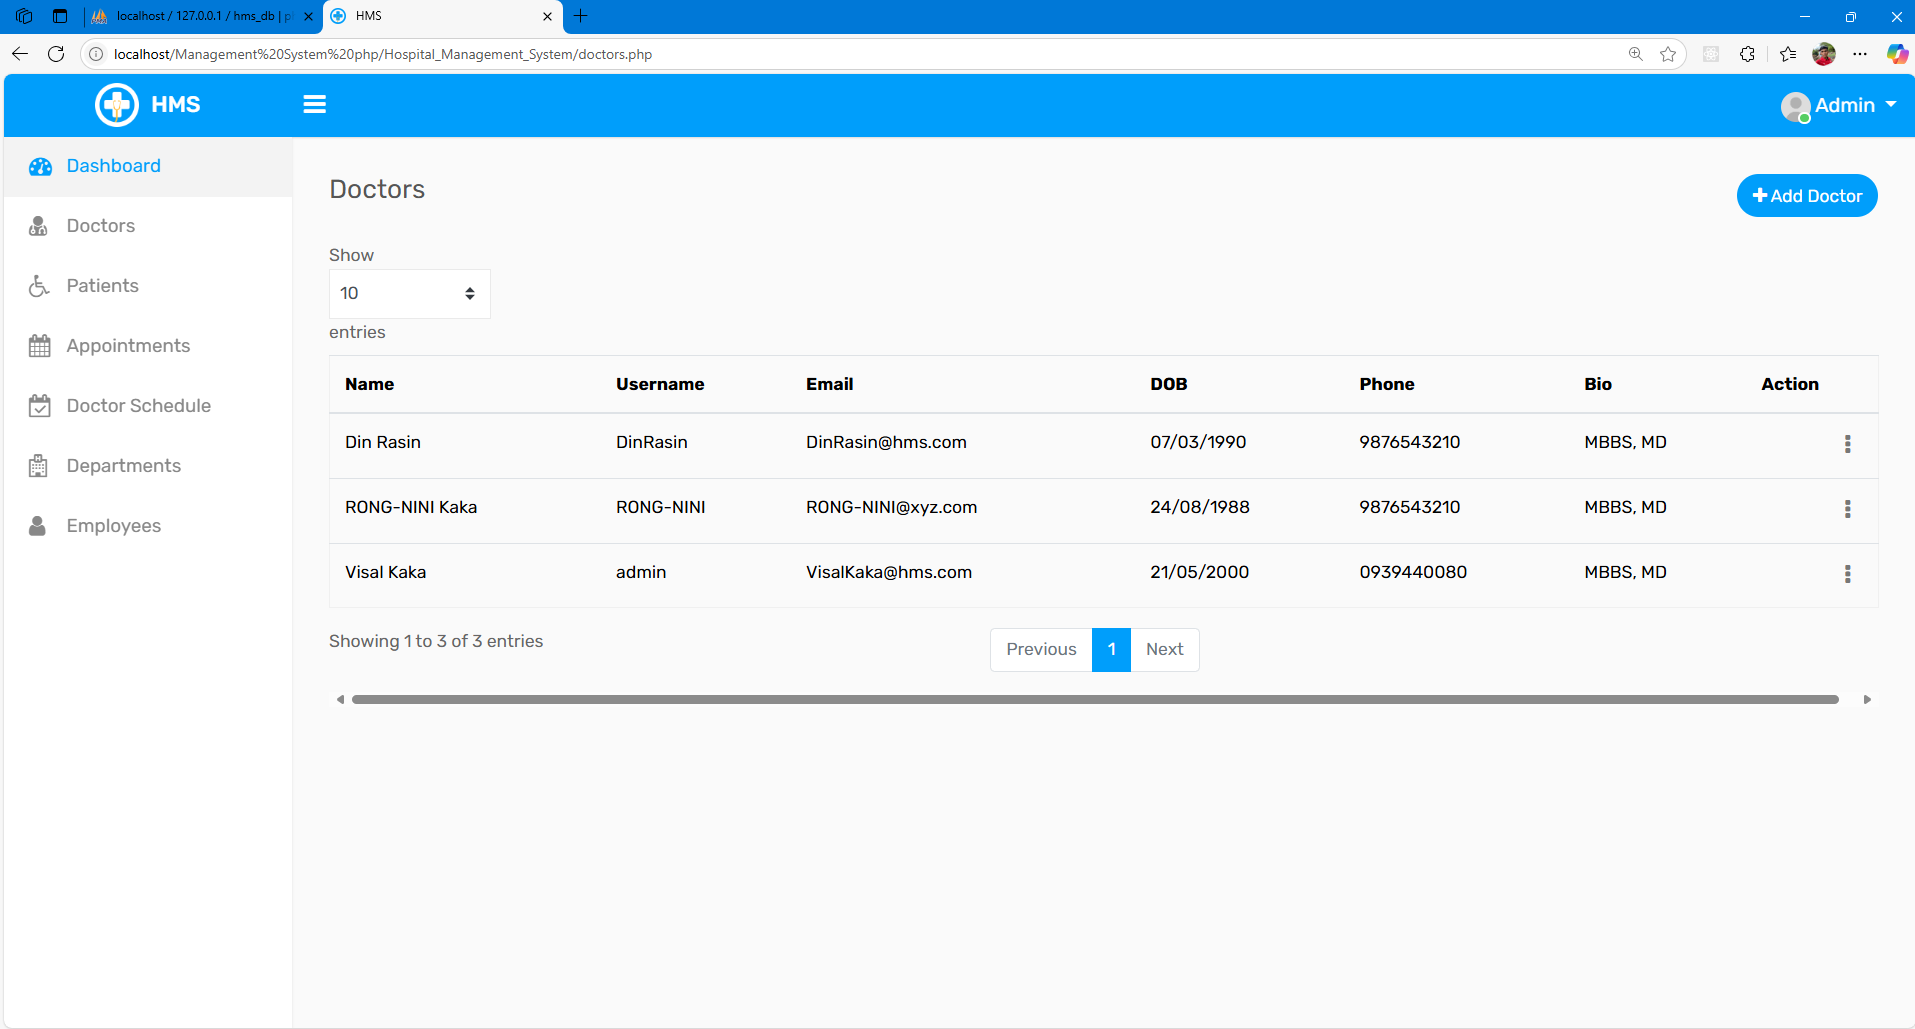 localhost / 127.0.0.1 / hms_db | pl
HMS
localhost/Management%20System%20php/Hospital_Management_System/doctors.php
HMS
Admin
Dashboard
Doctors
Patients
Appointments
Doctor Schedule
Departments
Employees
Doctors
Add Doctor
Show
10
entries
Name Username Email DOB Phone Bio Action
Din Rasin DinRasin DinRasin@hms.com 07/03/1990 9876543210 MBBS, MD
RONG-NINI Kaka RONG-NINI RONG-NINI@xyz.com 24/08/1988 9876543210 MBBS, MD
Visal Kaka admin VisalKaka@hms.com 21/05/2000 0939440080 MBBS, MD
Showing 1 to 3 of 3 entries
Previous 1 Next